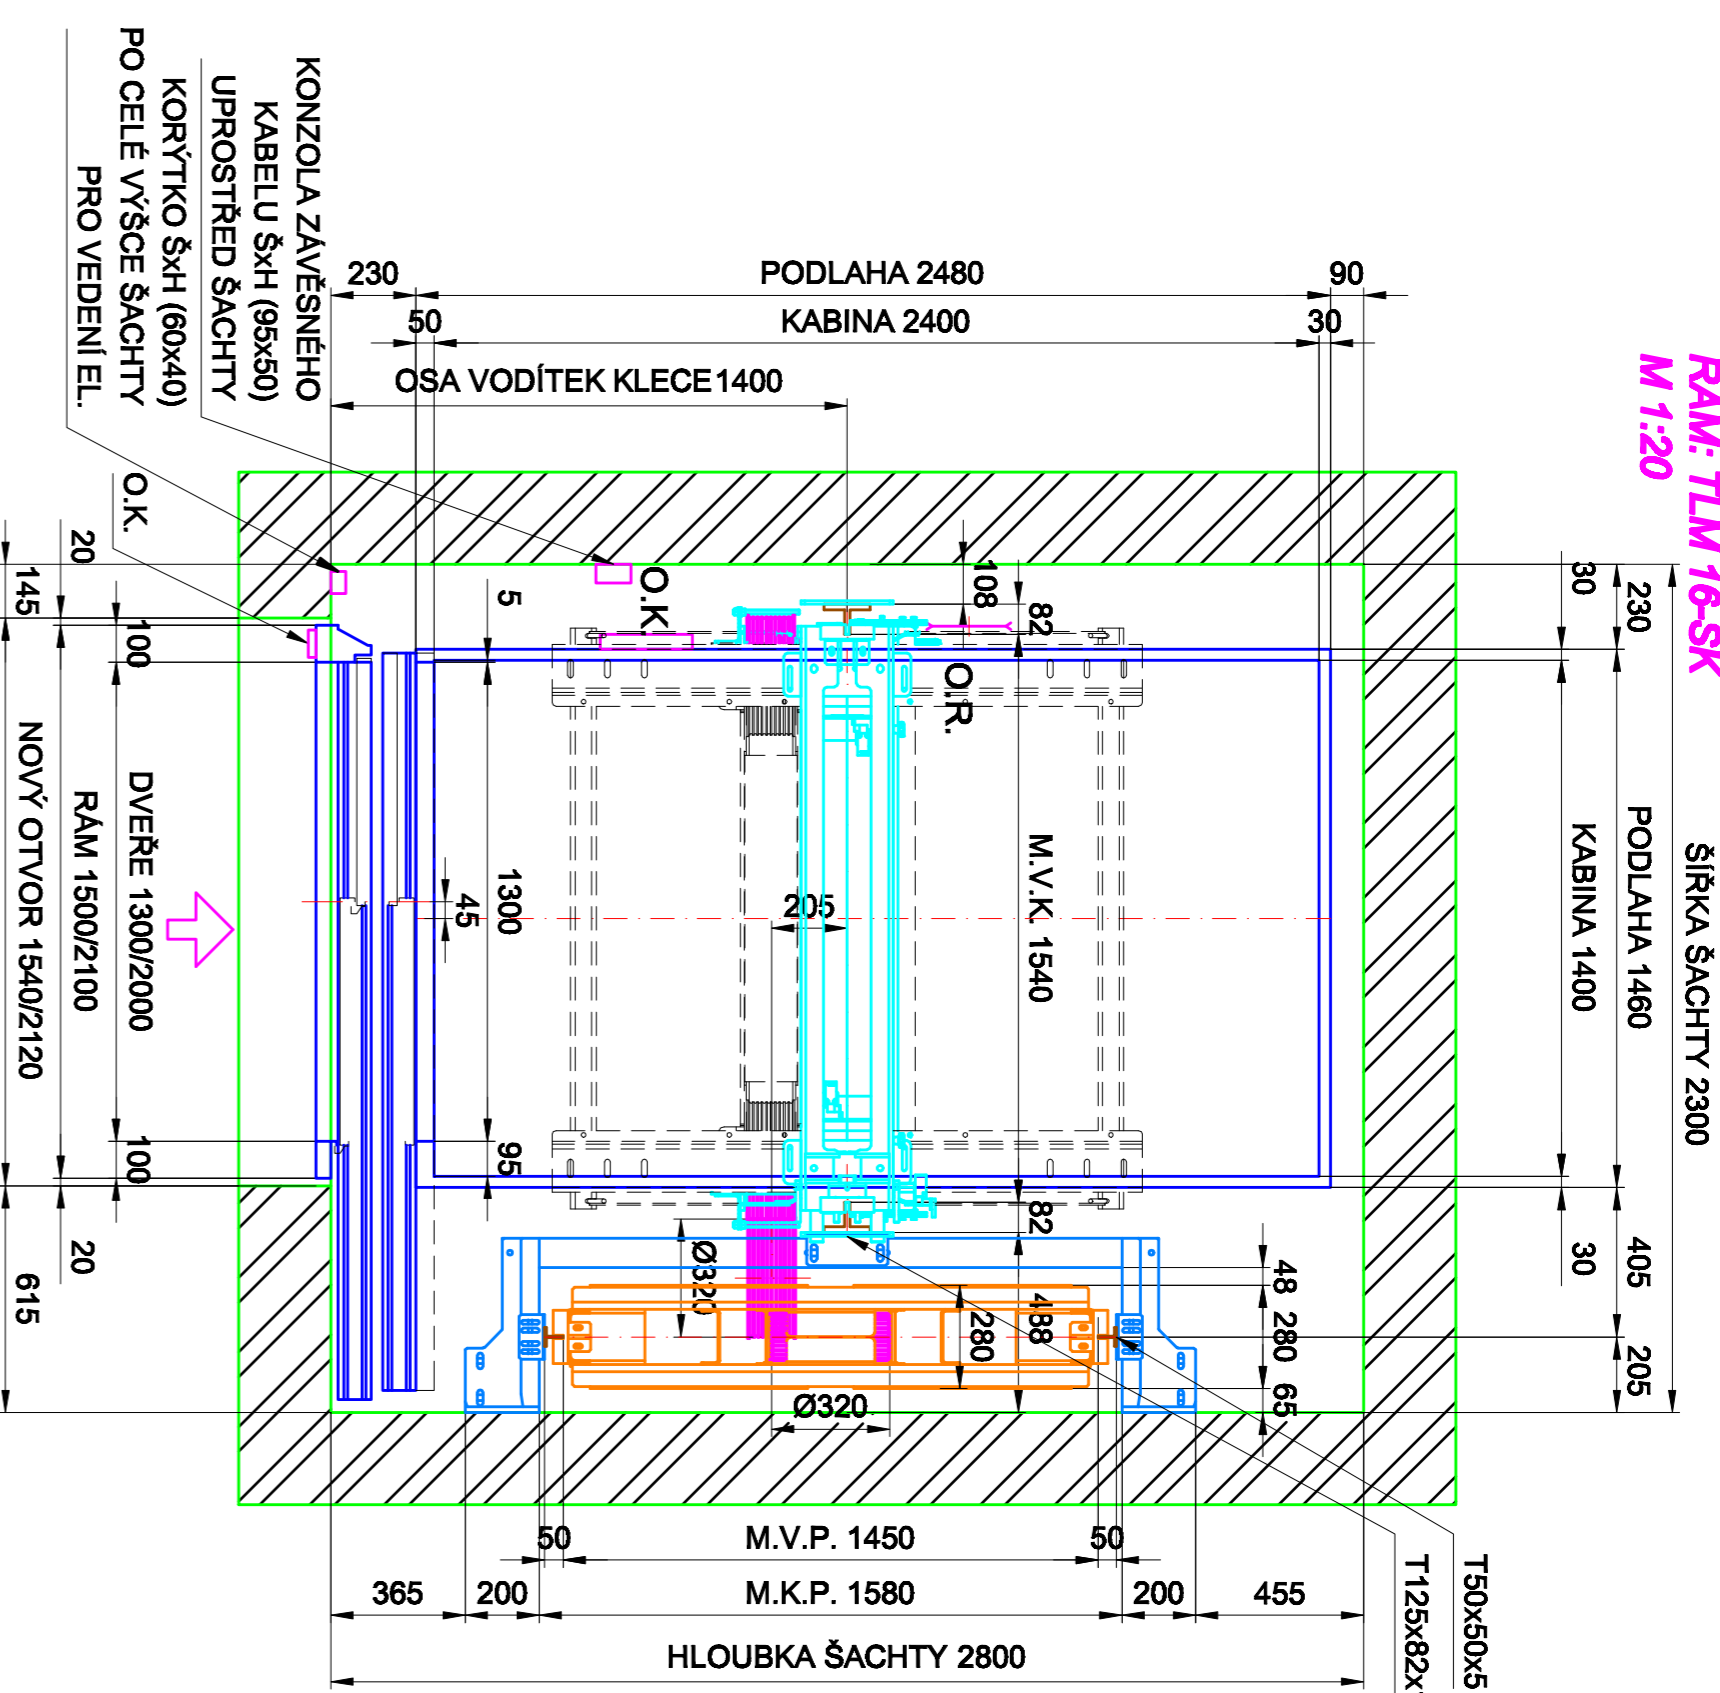 RÁM: TLM 16-SK
M 1:20
ŠÍŘKA ŠACHTY 2300
230
PODLAHA 1460
405
205
30
KABINA 1400
30
KONZOLA ZÁVĚSNÉHO
KABELU ŠxH (95x50)
UPROSTŘED ŠACHTY
KORÝTKO ŠxH (60x40)
PO CELÉ VÝŠCE ŠACHTY
PRO VEDENÍ EL.
230
PODLAHA 2480
90
50
KABINA 2400
30
OSA VODÍTEK KLECE 1400
108
82
M.V.K. 1540
82
488
O.K.
O.R.
205
48
280
65
280
Ø320
Ø320
5
1300
95
45
O.K.
100
DVEŘE 1300/2000
100
20
RÁM 1500/2100
20
145
NOVÝ OTVOR 1540/2120
615
50
M.V.P. 1450
50
365
200
M.K.P. 1580
200
455
HLOUBKA ŠACHTY 2800
T50x50x5
T125x82x